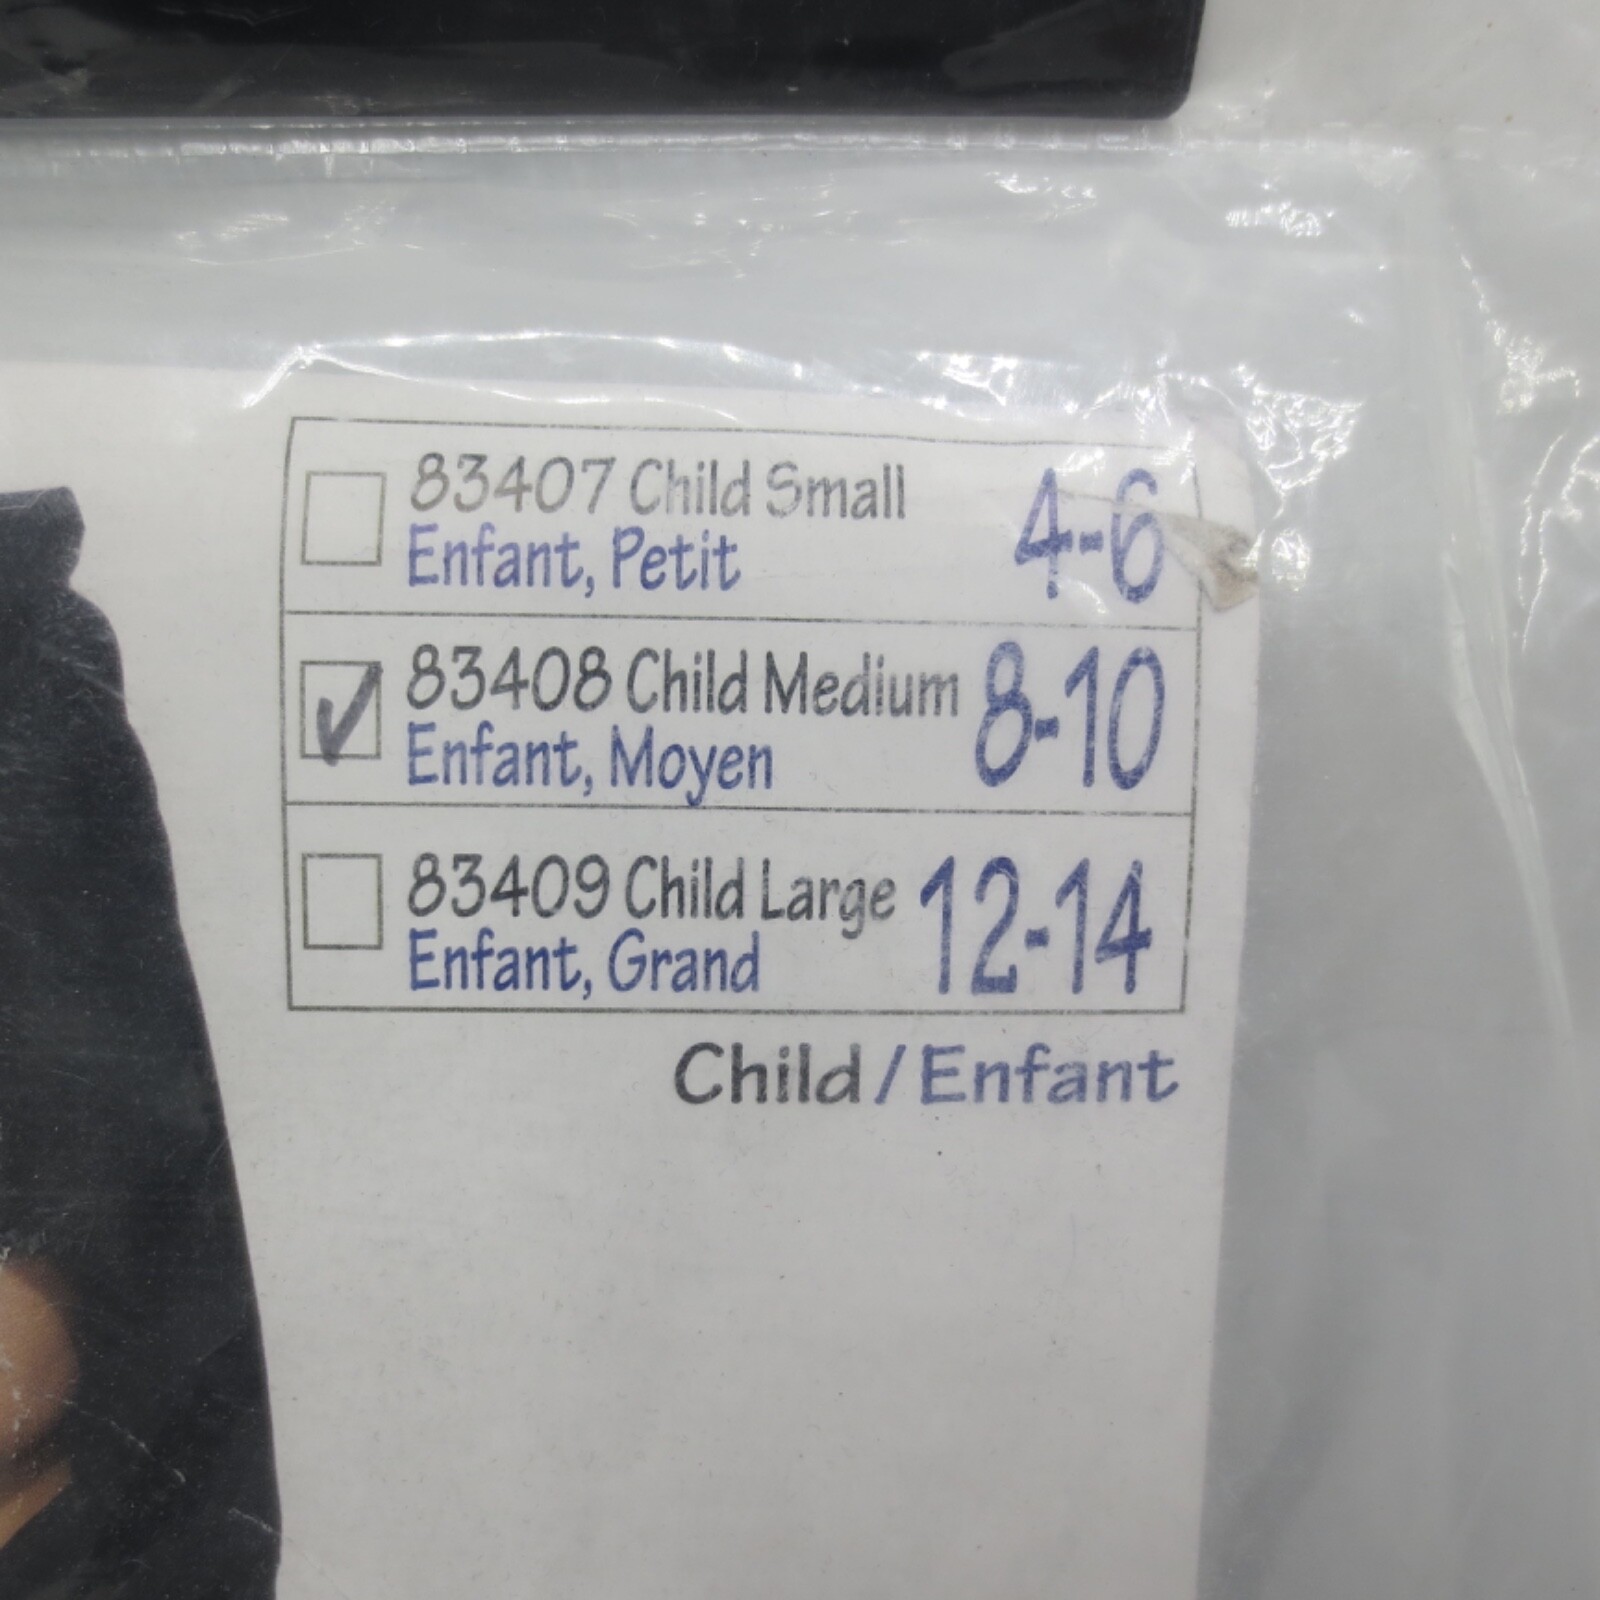 83407 Child Small 4-6
Enfant, Petit
✓ 83408 Child Medium 8-10
Enfant, Moyen
83409 Child Large 12-14
Enfant, Grand
Child / Enfant